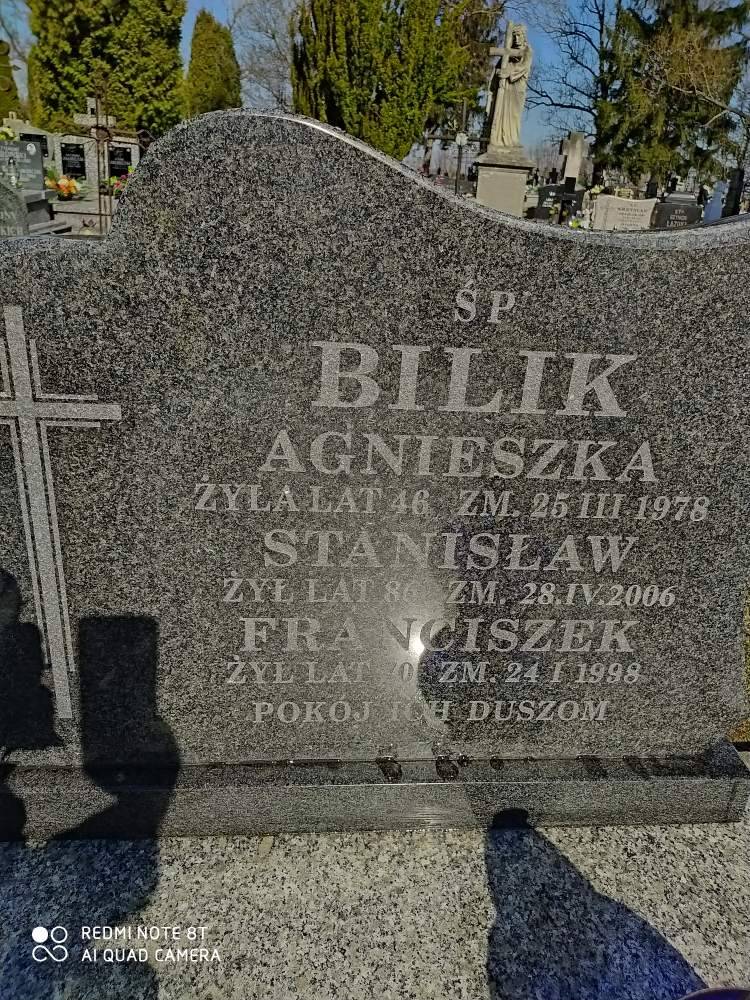 ŚP
BILIK
AGNIESZKA
ŻYŁA LAT 46 ZM. 25 III 1978
STANISŁAW
ŻYŁ LAT ZM. 28.IV.2006
FRANCISZEK
ŻYŁ LAT ZM. 24 I 1998
POKÓJ ICH DUSZOM
REDMI NOTE 8T
AI QUAD CAMERA